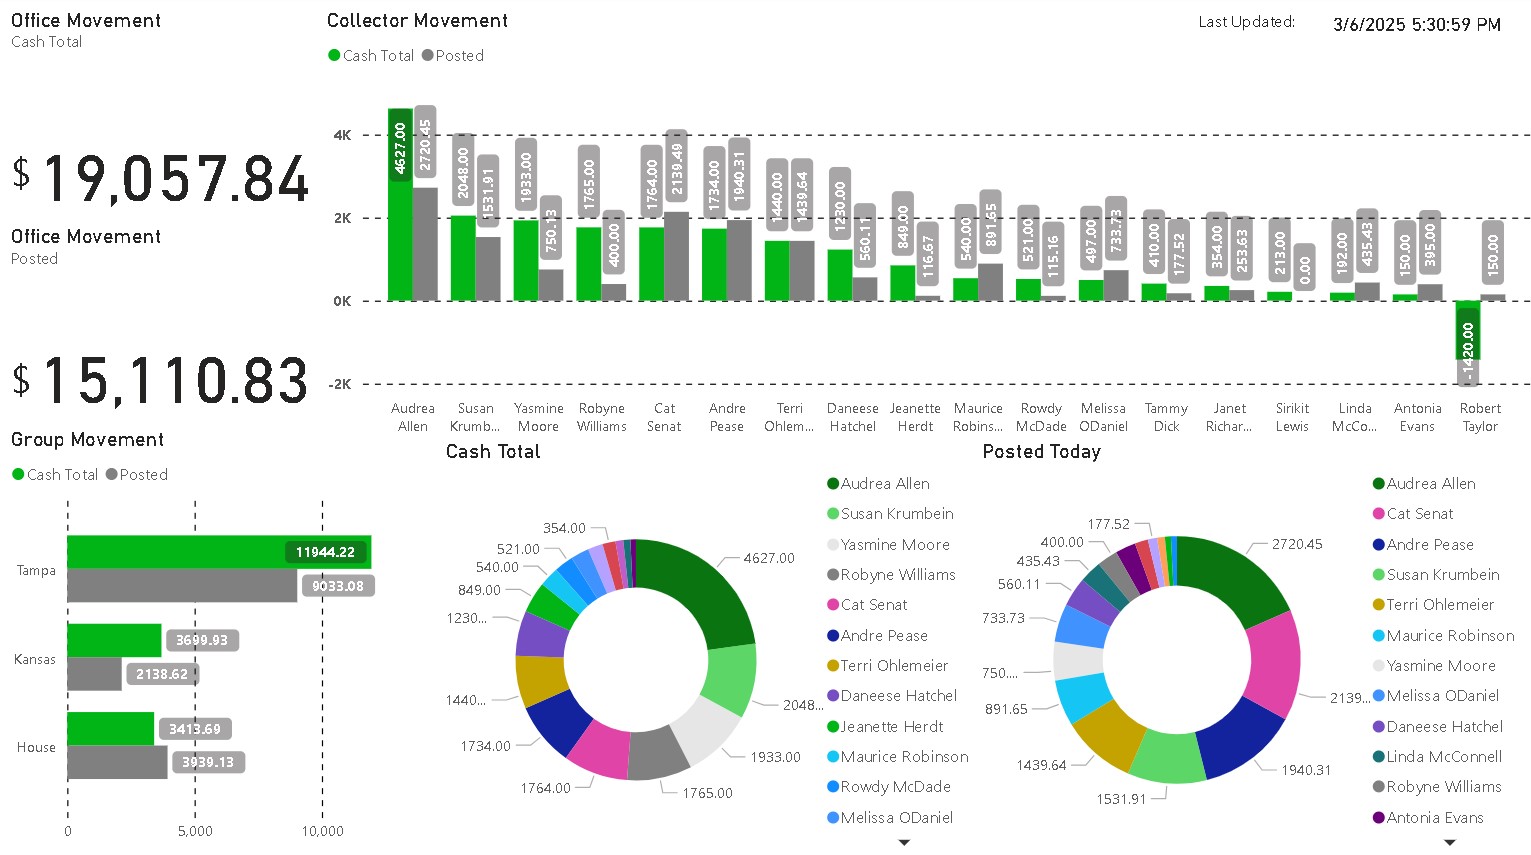 Office Movement
Cash Total
$ 19,057.84
Office Movement
Posted
$ 15,110.83
Collector Movement
Cash Total Posted
Last Updated: 3/6/2025 5:30:59 PM
4K
2K
0K
-2K
4627.00 2720.45
2048.00 1531.91
1933.00 750.13
1765.00 400.00
1764.00 2139.49
1734.00 1940.31
1440.00 1439.64
1230.00 560.11
849.00 116.67
540.00 891.65
521.00 115.16
497.00 733.73
410.00 177.52
354.00 253.63
213.00 0.00
192.00 435.43
150.00 395.00
-1420.00 150.00
Audrea Allen
Susan Krumb...
Yasmine Moore
Robyne Williams
Cat Senat
Andre Pease
Terri Ohlem...
Daneese Hatchel
Jeanette Herdt
Maurice Robins...
Rowdy McDade
Melissa ODaniel
Tammy Dick
Janet Richar...
Sirikit Lewis
Linda McCo...
Antonia Evans
Robert Taylor
Group Movement
Cash Total Posted
Tampa
11944.22
9033.08
Kansas
3699.93
2138.62
House
3413.69
3939.13
0 5,000 10,000
Cash Total
354.00
521.00
540.00
849.00
1230...
1440...
1734.00
1764.00
1765.00
1933.00
2048...
4627.00
Audrea Allen
Susan Krumbein
Yasmine Moore
Robyne Williams
Cat Senat
Andre Pease
Terri Ohlemeier
Daneese Hatchel
Jeanette Herdt
Maurice Robinson
Rowdy McDade
Melissa ODaniel
Posted Today
177.52
400.00
435.43
560.11
733.73
750....
891.65
1439.64
1531.91
1940.31
2139...
2720.45
Audrea Allen
Cat Senat
Andre Pease
Susan Krumbein
Terri Ohlemeier
Maurice Robinson
Yasmine Moore
Melissa ODaniel
Daneese Hatchel
Linda McConnell
Robyne Williams
Antonia Evans